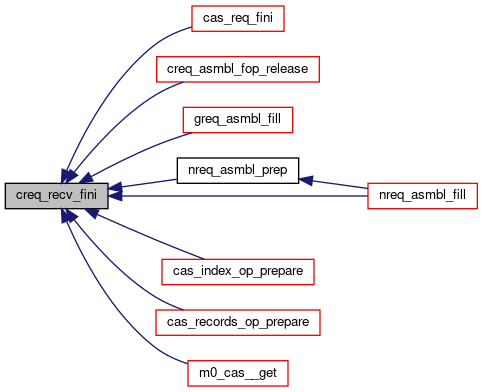 cas_req_fini
creq_asmbl_fop_release
greq_asmbl_fill
nreq_asmbl_prep
creq_recv_fini
nreq_asmbl_fill
cas_index_op_prepare
cas_records_op_prepare
m0_cas__get